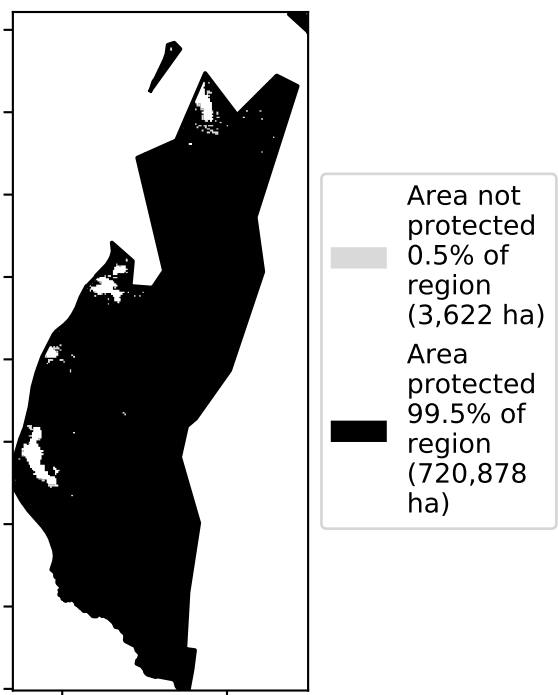 Area not
protected
0.5% of
region
(3,622 ha)
Area
protected
99.5% of
region
(720,878
ha)